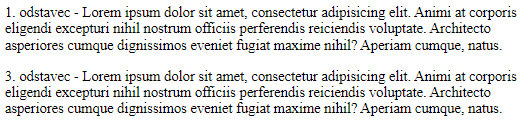 1. odstavec - Lorem ipsum dolor sit amet, consectetur adipisicing elit. Animi at corporis
eligendi excepturi nihil nostrum officiis perferendis reiciendis voluptate. Architecto
asperiores cumque dignissimos eveniet fugiat maxime nihil? Aperiam cumque, natus.
3. odstavec - Lorem ipsum dolor sit amet, consectetur adipisicing elit. Animi at corporis
eligendi excepturi nihil nostrum officiis perferendis reiciendis voluptate. Architecto
asperiores cumque dignissimos eveniet fugiat maxime nihil? Aperiam cumque, natus.